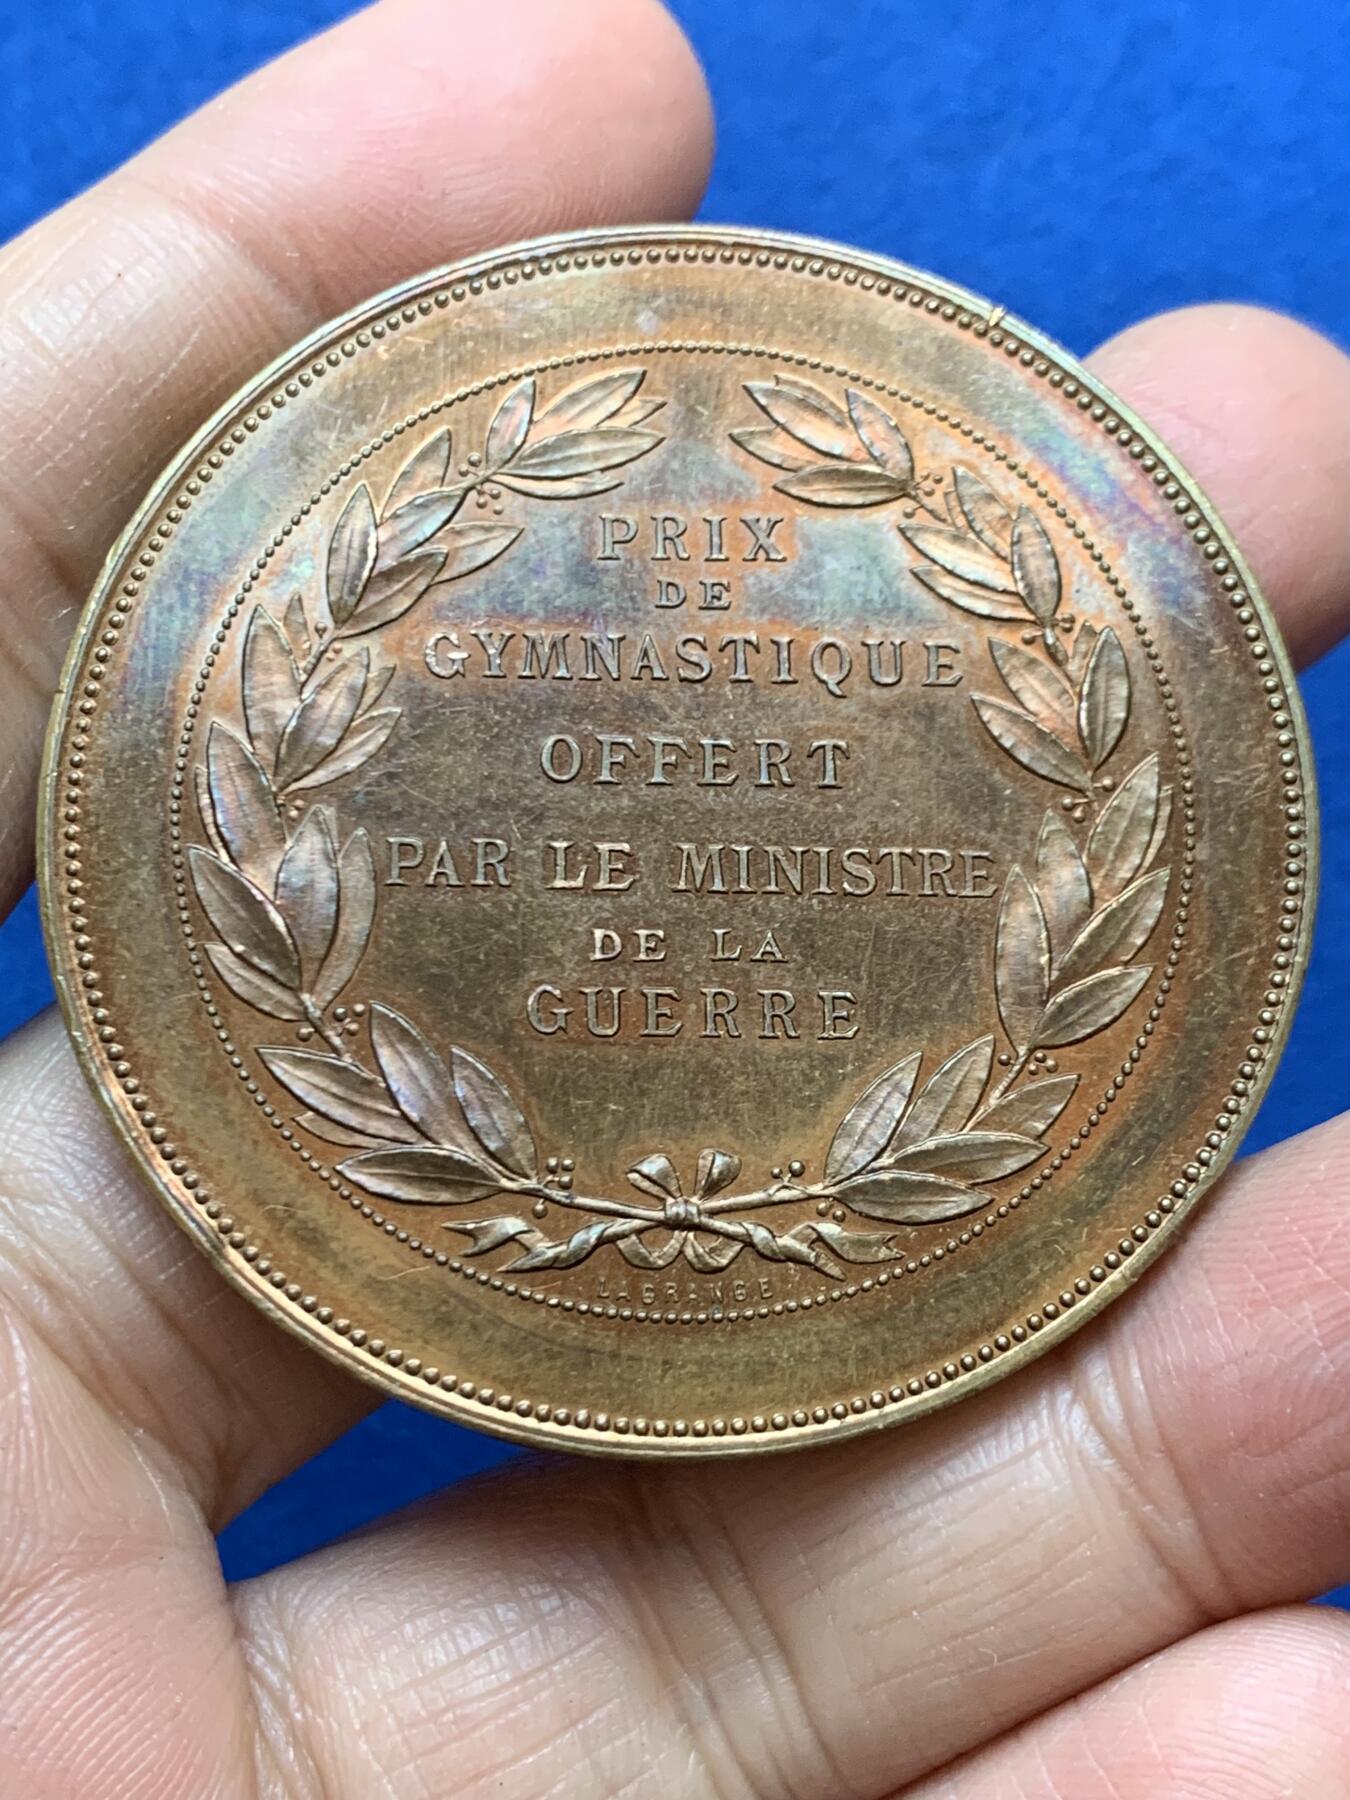 PRIX
DE
GYMNASTIQUE
OFFERT
PAR LE MINISTRE
DE LA
GUERRE
LAGRANGE